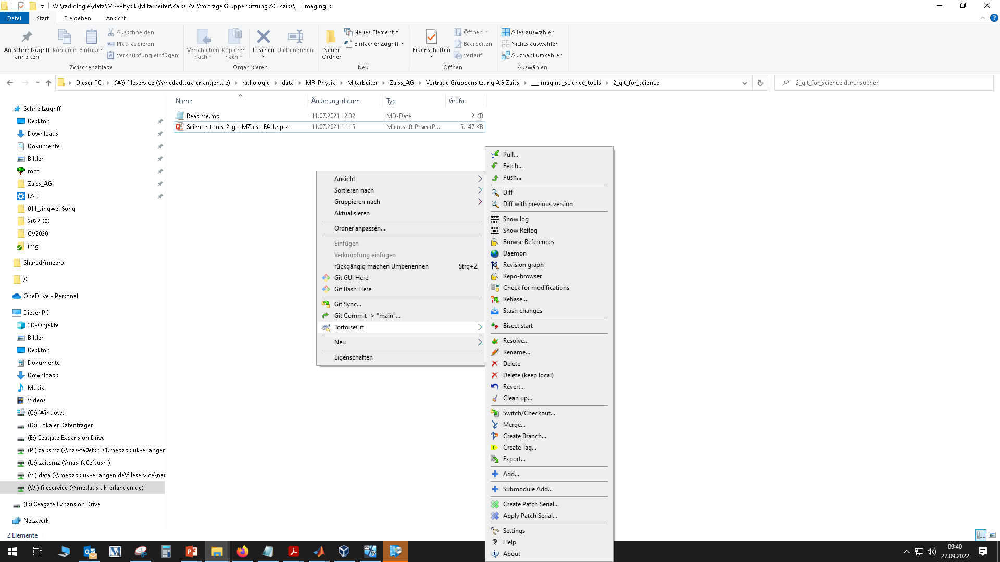 W:\radiologie\data\MR-Physik\Mitarbeiter\Zaiss_AG\Vorträge Gruppensitzung AG Zaiss\___imaging_s
Datei Start Freigeben Ansicht
An Schnellzugriff anheften
Kopieren
Einfügen
Ausschneiden
Pfad kopieren
Verknüpfung einfügen
Zwischenablage
Verschieben nach
Kopieren nach
Löschen
Umbenennen
Organisieren
Neuer Ordner
Neues Element
Einfacher Zugriff
Neu
Eigenschaften
Öffnen
Bearbeiten
Verlauf
Öffnen
Alles auswählen
Nichts auswählen
Auswahl umkehren
Auswählen
Dieser PC > (W:) fileservice (\\medads.uk-erlangen.de) > radiologie > data > MR-Physik > Mitarbeiter > Zaiss_AG > Vorträge Gruppensitzung AG Zaiss > ___imaging_science_tools > 2_git_for_science
2_git_for_science durchsuchen
Schnellzugriff
Desktop
Downloads
Dokumente
Bilder
root
Zaiss_AG
FAU
011_Jingwei Song
2022_SS
CV2020
img
Shared/mrzero
X
OneDrive - Personal
Dieser PC
3D-Objekte
Bilder
Desktop
Dokumente
Downloads
Musik
Videos
(C:) Windows
(D:) Lokaler Datenträger
(E:) Seagate Expansion Drive
(P:) zaissmz (\\nas-fa0efsprs1.medads.uk-erlanger
(U:) zaissmz (\\nas-fa0efsusr1)
(V:) data (\\medads.uk-erlangen.de\fileservice\neu
(W:) fileservice (\\medads.uk-erlangen.de)
(E:) Seagate Expansion Drive
Netzwerk
Name Änderungsdatum Typ Größe
Readme.md 11.07.2021 12:32 MD-Datei 2 KB
Science_tools_2_git_MZaiss_FAU.pptx 11.07.2021 11:15 Microsoft PowerP... 5.147 KB
Ansicht
Sortieren nach
Gruppieren nach
Aktualisieren
Ordner anpassen...
Einfügen
Verknüpfung einfügen
rückgängig machen Umbenennen Strg+Z
Git GUI Here
Git Bash Here
Git Sync...
Git Commit -> "main"...
TortoiseGit
Neu
Eigenschaften
Pull...
Fetch...
Push...
Diff
Diff with previous version
Show log
Show Reflog
Browse References
Daemon
Revision graph
Repo-browser
Check for modifications
Rebase...
Stash changes
Bisect start
Resolve...
Rename...
Delete
Delete (keep local)
Revert...
Clean up...
Switch/Checkout...
Merge...
Create Branch...
Create Tag...
Export...
Add...
Submodule Add...
Create Patch Serial...
Apply Patch Serial...
Settings
Help
About
2 Elemente
09:40
27.09.2022